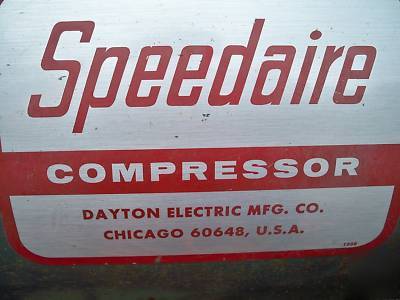 Speedaire
COMPRESSOR
DAYTON ELECTRIC MFG. CO.
CHICAGO 60648, U.S.A.